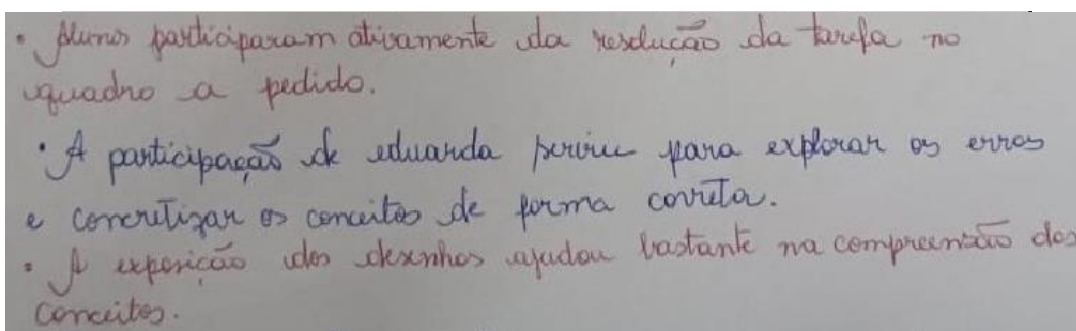 • Alunos participaram ativamente da resolução da tarefa no
quadro a pedido.
• A participação de eduarda serviu para explorar os erros
e concretizar os conceitos de forma correta.
• A exposição dos desenhos ajudou bastante na compreensão dos
conceitos.